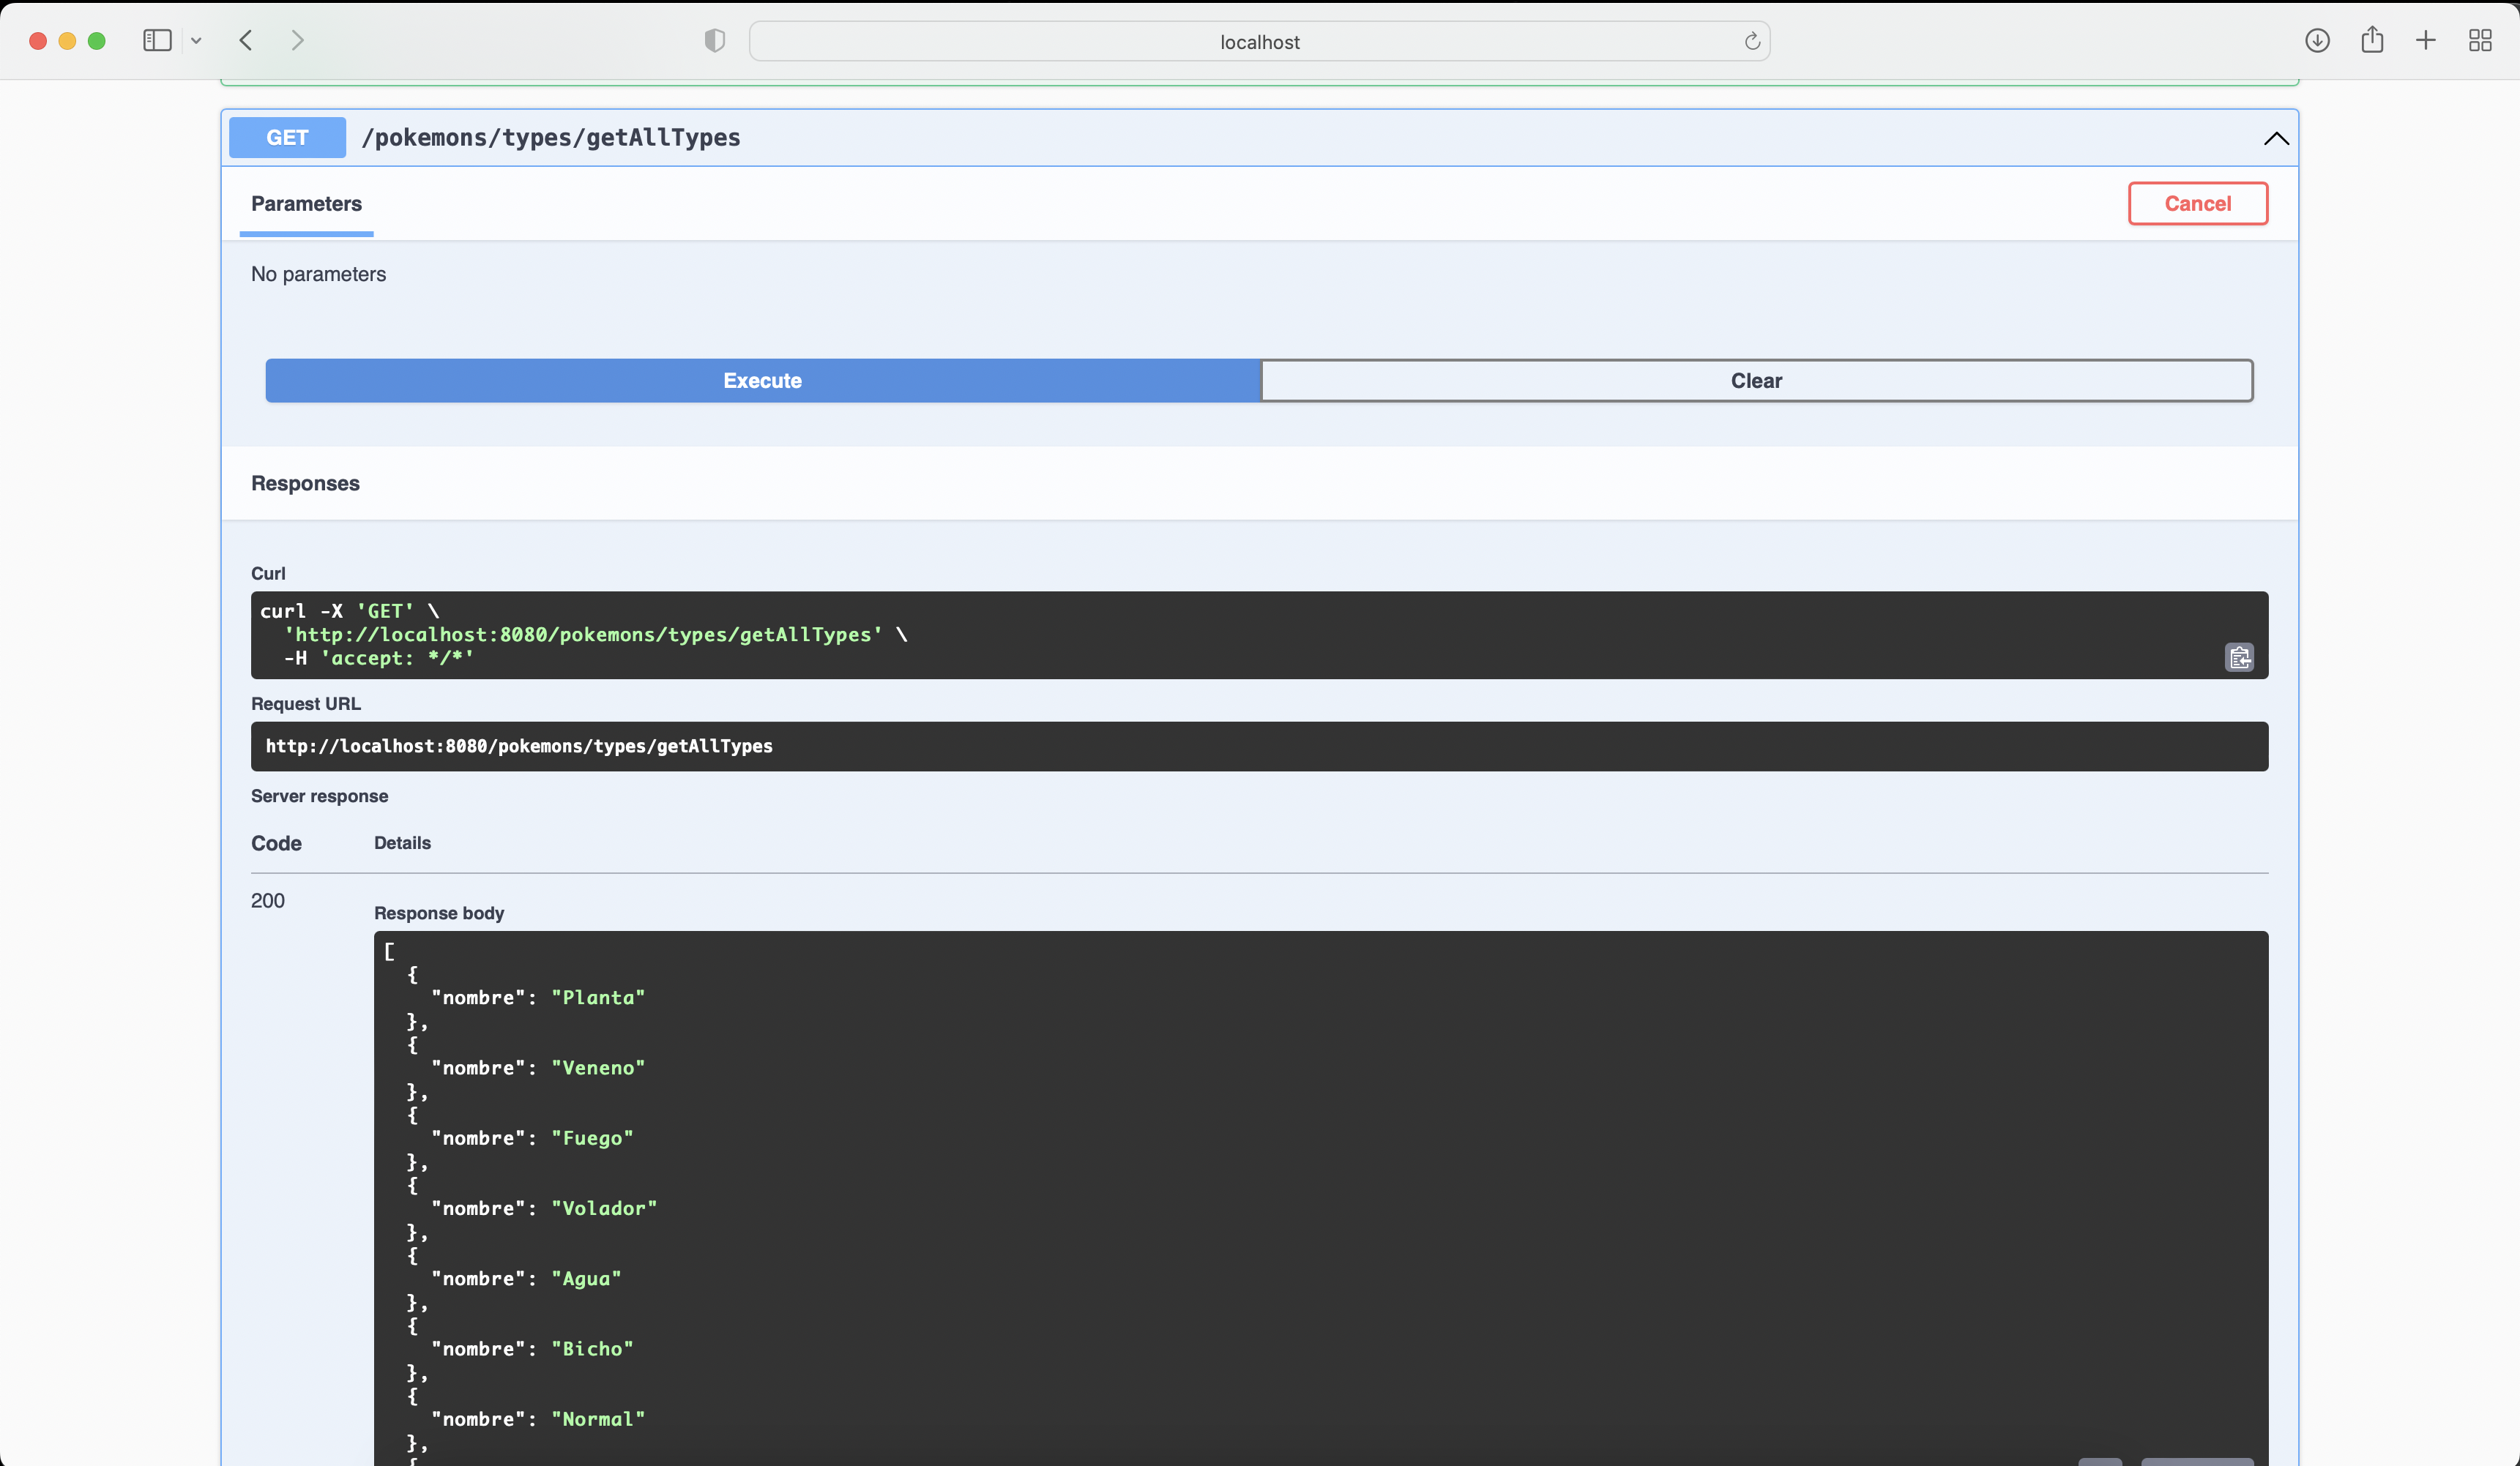 localhost
GET /pokemons/types/getAllTypes
Parameters
Cancel
No parameters
Execute
Clear
Responses
Curl
curl -X 'GET' \
  'http://localhost:8080/pokemons/types/getAllTypes' \
  -H 'accept: */*'
Request URL
http://localhost:8080/pokemons/types/getAllTypes
Server response
Code Details
200
Response body
[
  {
    "nombre": "Planta"
  },
  {
    "nombre": "Veneno"
  },
  {
    "nombre": "Fuego"
  },
  {
    "nombre": "Volador"
  },
  {
    "nombre": "Agua"
  },
  {
    "nombre": "Bicho"
  },
  {
    "nombre": "Normal"
  },
  {